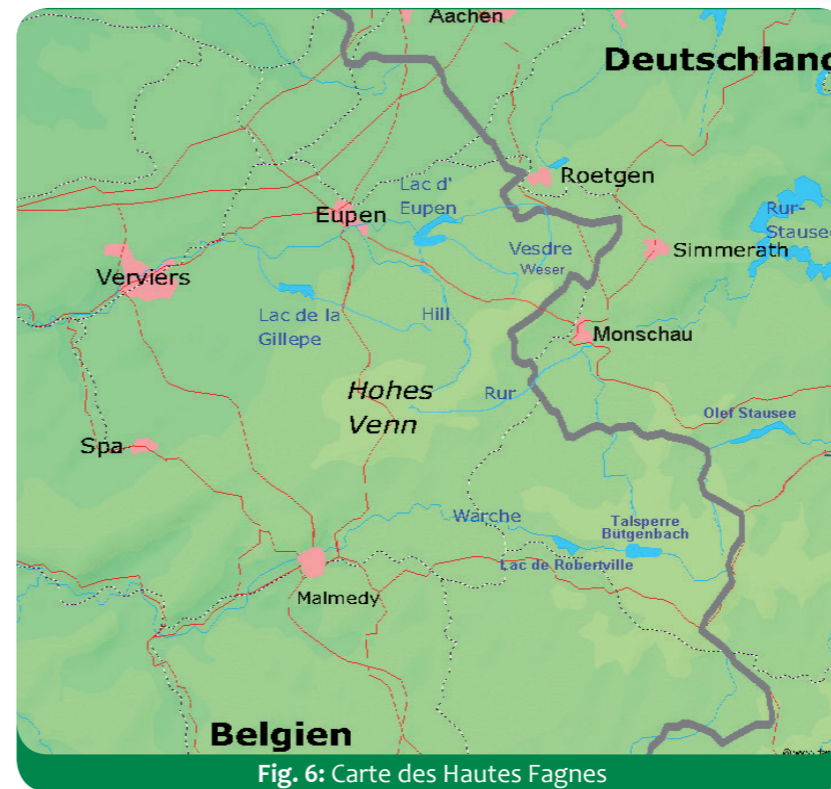 Aachen
Deutschland
Roetgen
Lac d'
Eupen
Eupen
Rur-
Stausee
Vesdre
Weser
Simmerath
Verviers
Lac de la
Gillepe
Hill
Monschau
Hohes
Venn
Rur
Olef Stausee
Spa
Warche
Talsperre
Bütgenbach
Lac de Robertville
Malmedy
Belgien
Fig. 6: Carte des Hautes Fagnes